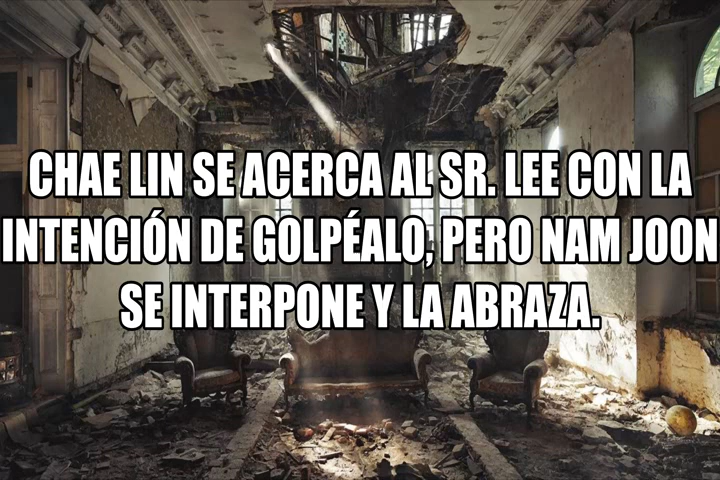 CHAE LIN SE ACERCA AL SR. LEE CON LA
INTENCIÓN DE GOLPÉALO, PERO NAM JOON
SE INTERPONE Y LA ABRAZA.